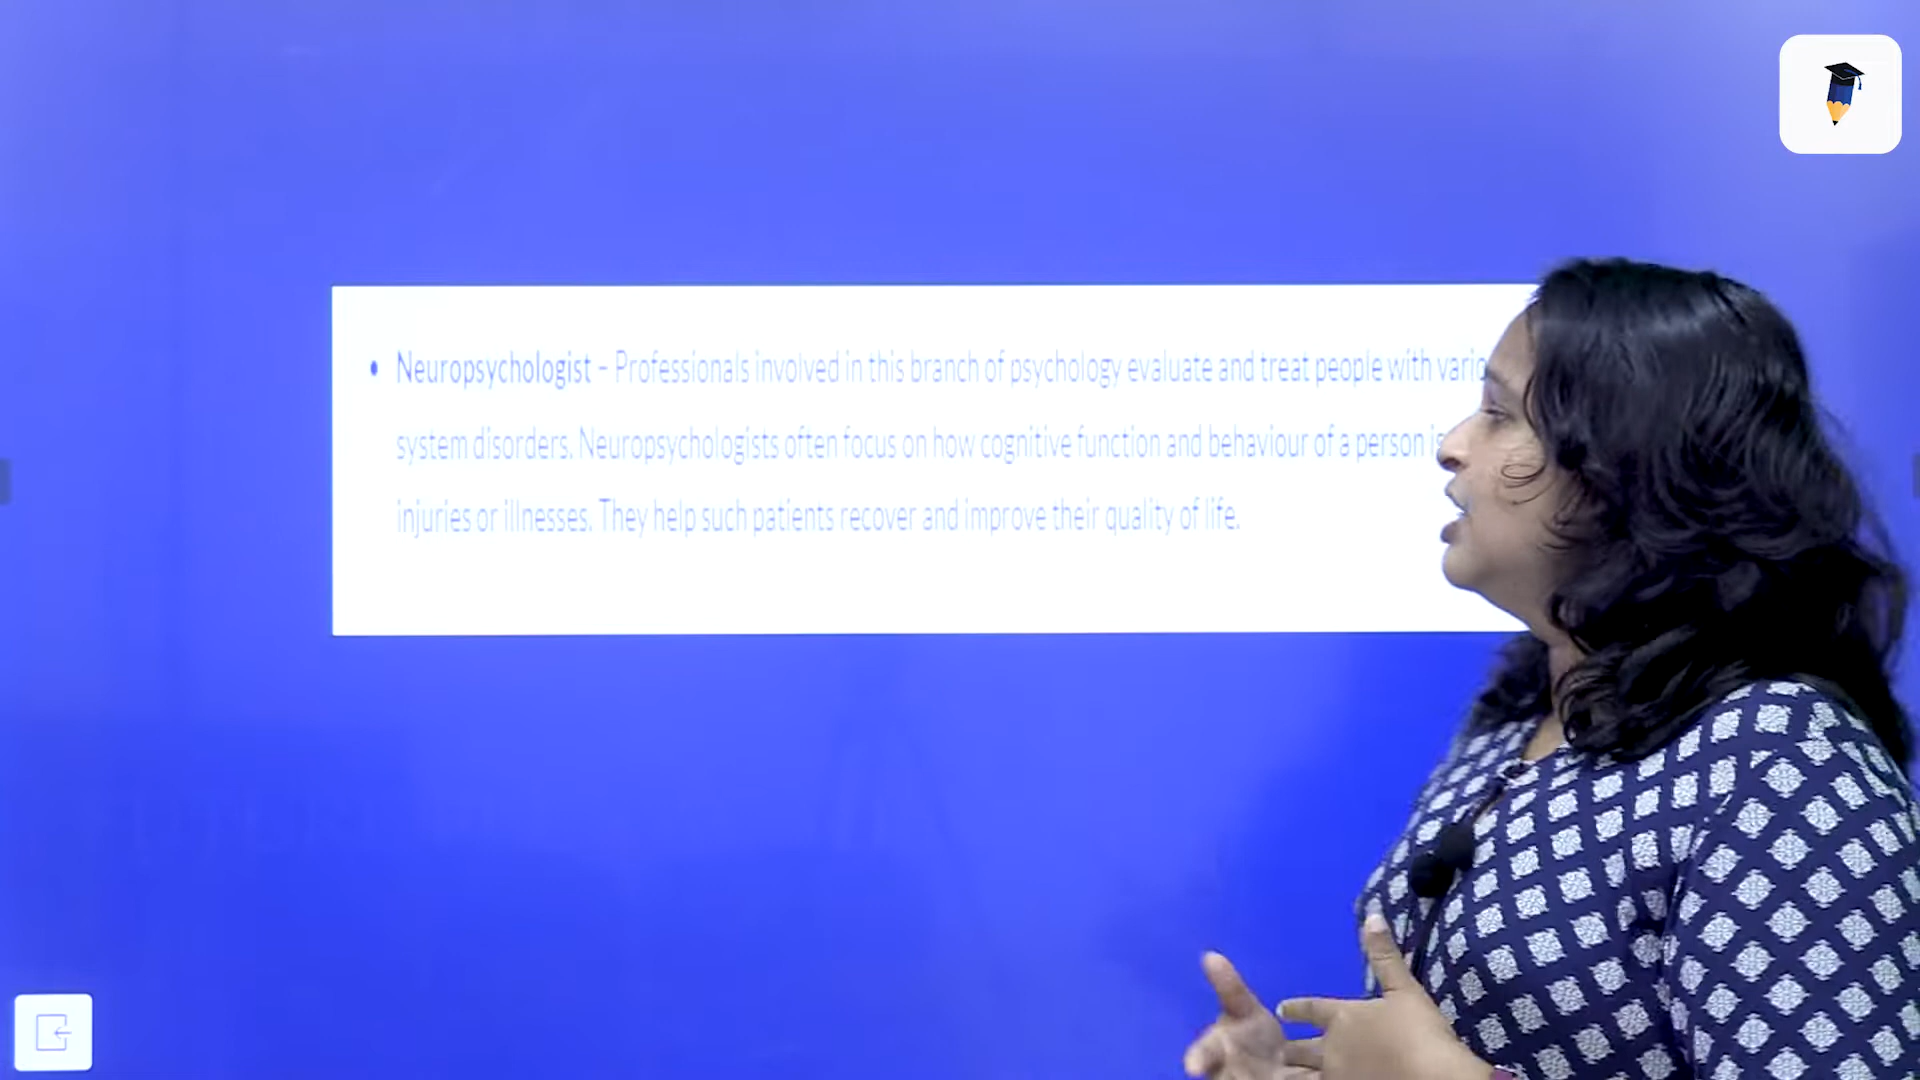 • Neuropsychologist – Professionals involved in this branch of psychology evaluate and treat people with
system disorders. Neuropsychologists often focus on how cognitive function and behaviour of a person
injuries or illnesses. They help such patients recover and improve their quality of life.